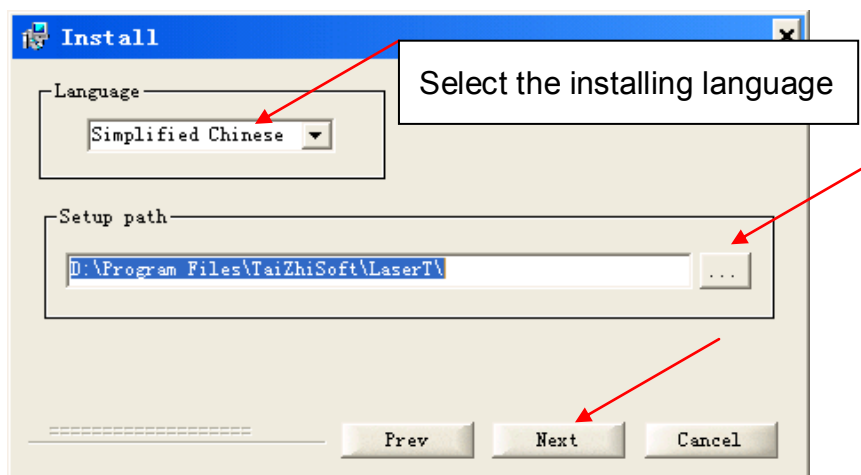 Install
Select the installing language
Language
Simplified Chinese
Setup path
D:\Program Files\TaiZhiSoft\LaserT\
...
Prev
Next
Cancel